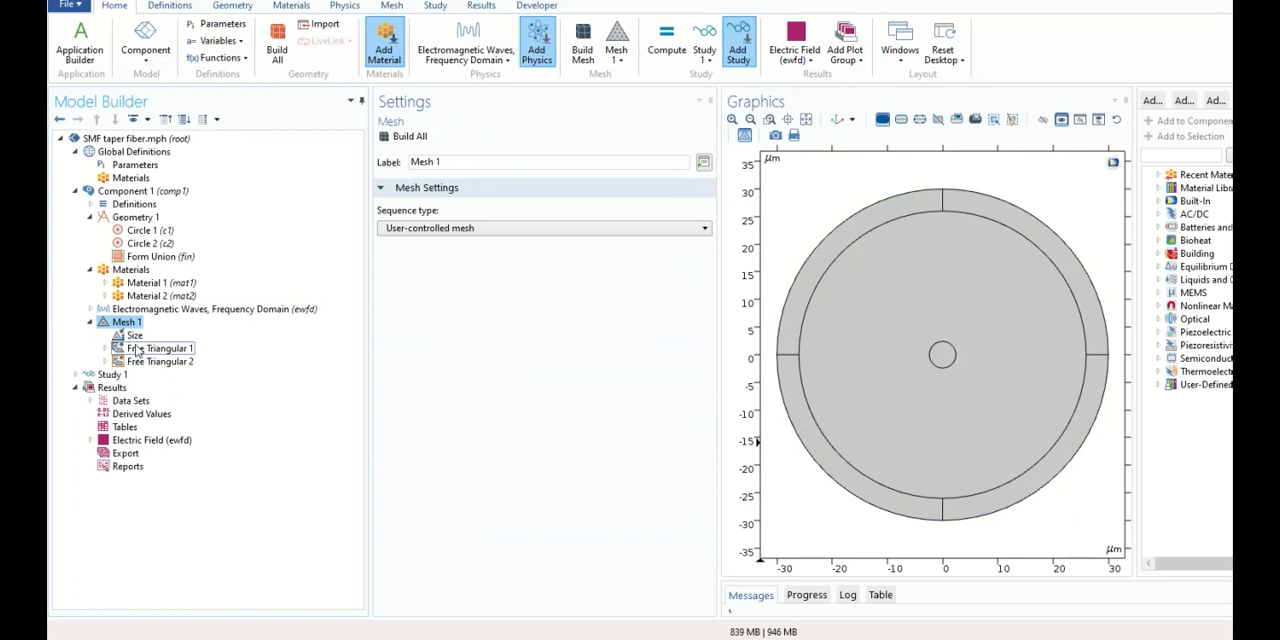 File
Home
Definitions
Geometry
Materials
Physics
Mesh
Study
Results
Developer
Application Builder
Application
Component
Model
Parameters
a= Variables
f(x) Functions
Definitions
Build All
Import
LiveLink
Geometry
Add Material
Materials
Electromagnetic Waves, Frequency Domain
Add Physics
Physics
Build Mesh
Mesh 1
Mesh
Compute
Study 1
Add Study
Study
Electric Field (ewfd)
Add Plot Group
Results
Windows
Reset Desktop
Layout
Model Builder
SMF taper fiber.mph (root)
Global Definitions
Pi Parameters
Materials
Component 1 (comp1)
Definitions
Geometry 1
Circle 1 (c1)
Circle 2 (c2)
Form Union (fin)
Materials
Material 1 (mat1)
Material 2 (mat2)
Electromagnetic Waves, Frequency Domain (ewfd)
Mesh 1
Size
Free Triangular 1
Free Triangular 2
Study 1
Results
Data Sets
Derived Values
Tables
Electric Field (ewfd)
Export
Reports
Settings
Mesh
Build All
Label: Mesh 1
Mesh Settings
Sequence type:
User-controlled mesh
Graphics
µm
35
30
25
20
15
10
5
0
-5
-10
-15
-20
-25
-30
-35
µm
-30
-20
-10
0
10
20
30
Messages
Progress
Log
Table
Ad...
Ad...
Ad...
Add to Compone
Add to Selection
Recent Mate
Material Libr
Built-In
AC/DC
Batteries and
Bioheat
Building
Equilibrium D
Liquids and
MEMS
Nonlinear M
Optical
Piezoelectric
Piezoresistiv
Semiconduct
Thermoelectr
User-Defined
839 MB | 946 MB